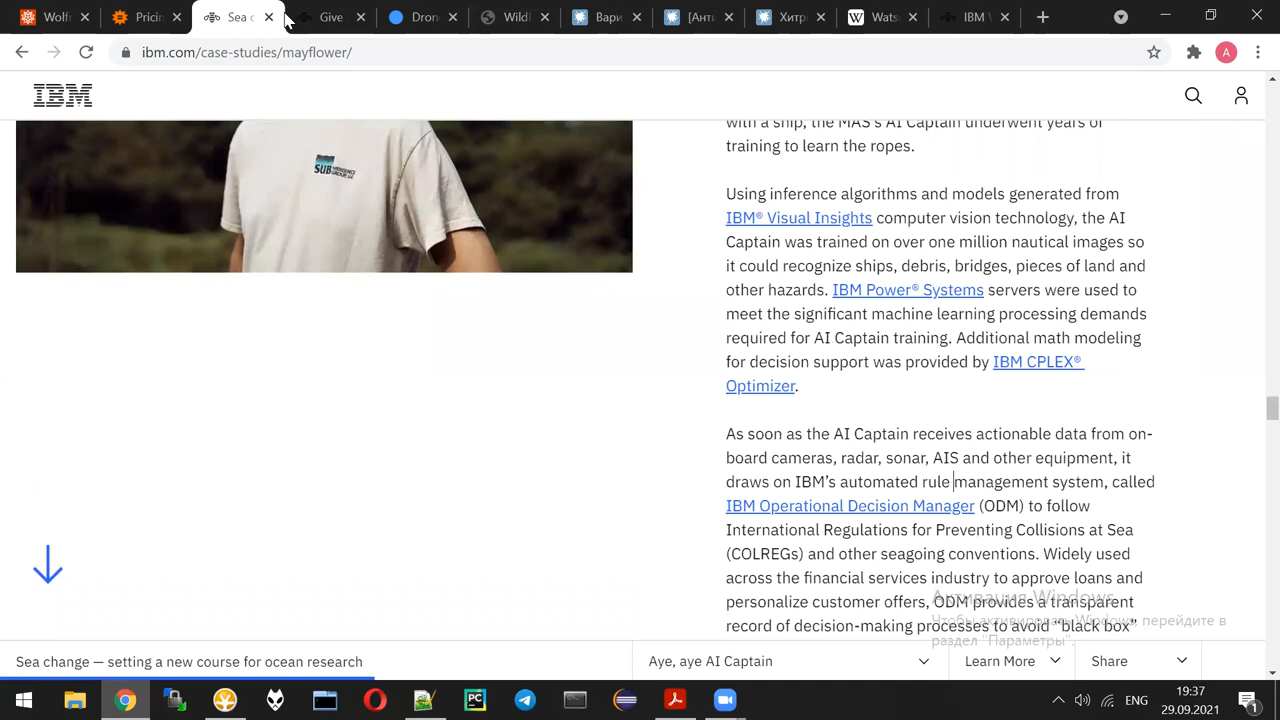 Wolfr
Pricin
Sea c
Give
Dron
Wildl
Вари
[Анти
Хитр
Wats
IBM \
ibm.com/case-studies/mayflower/
A
IBM
SUB
with a ship, the MAS's AI Captain underwent years of
training to learn the ropes.
Using inference algorithms and models generated from
IBM® Visual Insights computer vision technology, the AI
Captain was trained on over one million nautical images so
it could recognize ships, debris, bridges, pieces of land and
other hazards. IBM Power® Systems servers were used to
meet the significant machine learning processing demands
required for AI Captain training. Additional math modeling
for decision support was provided by IBM CPLEX®
Optimizer.
As soon as the AI Captain receives actionable data from on-
board cameras, radar, sonar, AIS and other equipment, it
draws on IBM’s automated rule management system, called
IBM Operational Decision Manager (ODM) to follow
International Regulations for Preventing Collisions at Sea
(COLREGs) and other seagoing conventions. Widely used
across the financial services industry to approve loans and
personalize customer offers, ODM provides a transparent
record of decision-making processes to avoid “black box”
Активация Windows
Чтобы активировать Windows, перейдите в
раздел "Параметры".
Sea change — setting a new course for ocean research
Aye, aye AI Captain
Learn More
Share
PC
ENG
19:37
29.09.2021
1